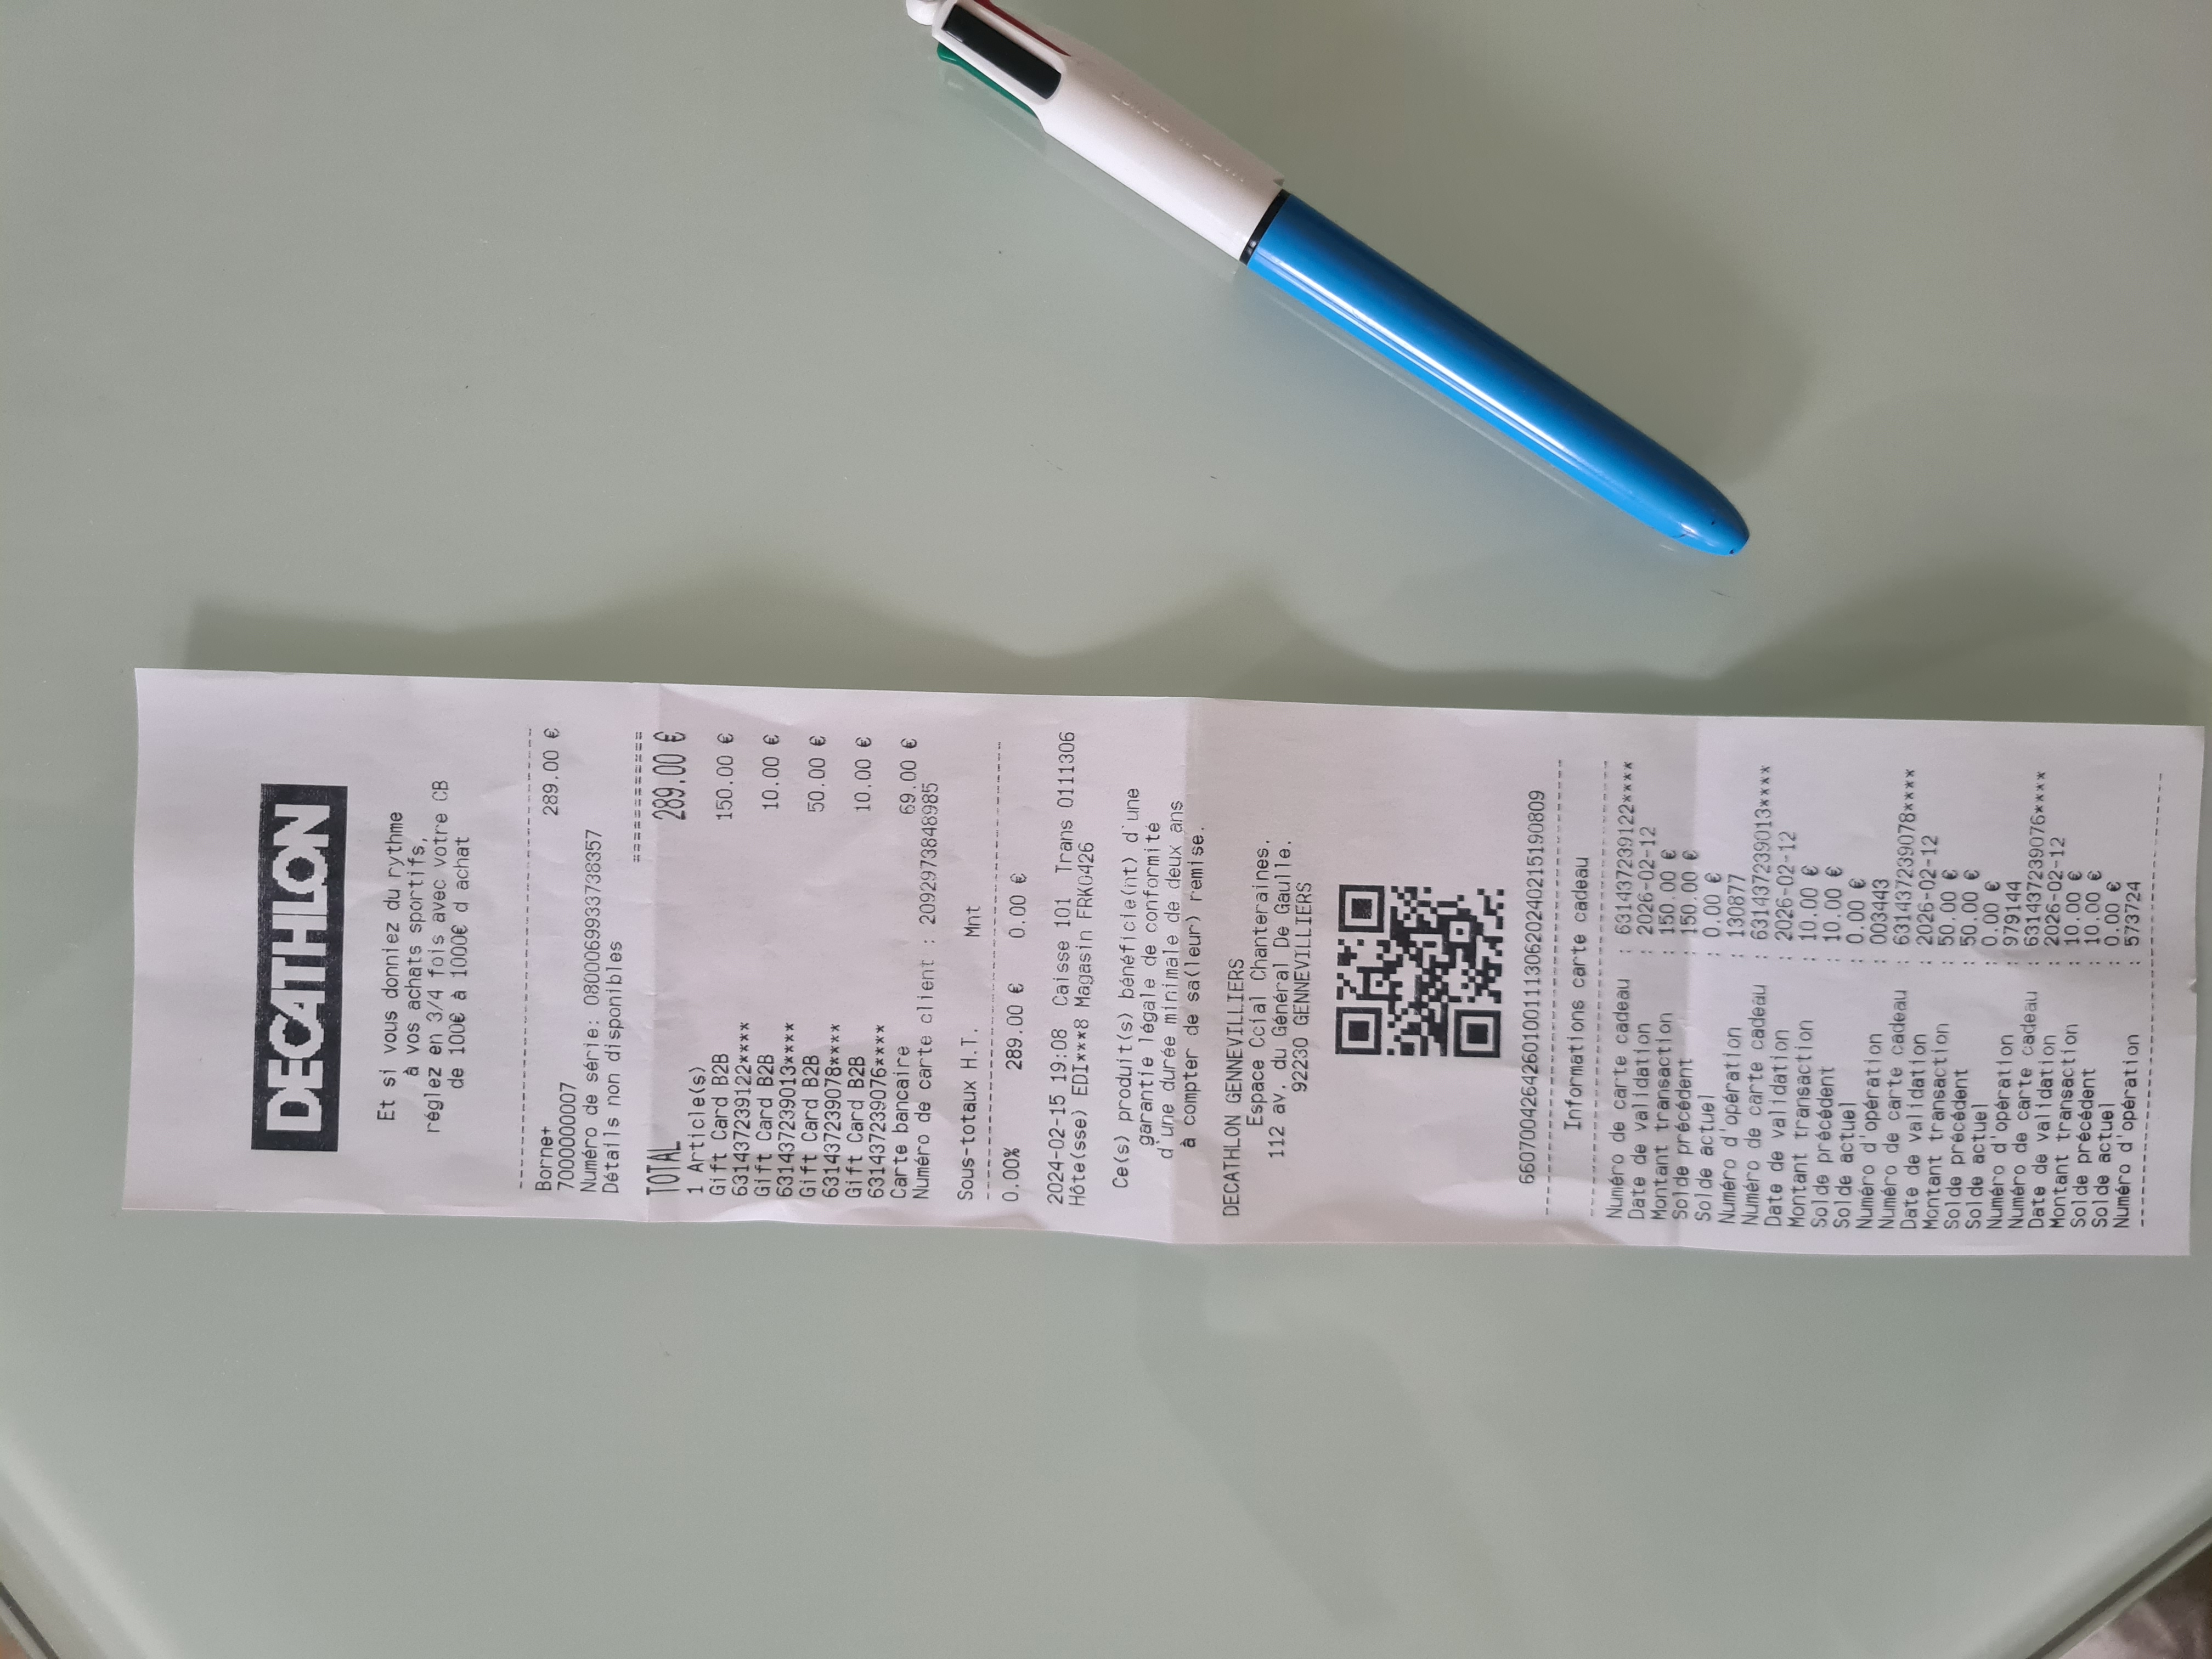 DECATHLON
Et si vous donniez du rythme
à vos achats sportifs,
réglez en 3/4 fois avec votre CB
de 100€ à 1000€ d achat
Borne+ 289.00 €
7000000007
Numéro de série: 0800069933738357
Détails non disponibles
TOTAL 289.00 €
1 Article(s)
Gift Card B2B 150.00 €
631437239122****
Gift Card B2B 10.00 €
631437239013****
Gift Card B2B 50.00 €
631437239078****
Gift Card B2B 10.00 €
631437239076****
Carte bancaire 69.00 €
Numéro de carte client : 2092973848985
Sous-totaux H.T. Mnt
0.00% 289.00 € 0.00 €
2024-02-15 19:08 Caisse 101 Trans 0111306
Hôte(sse) EDI***8 Magasin FRK0426
Ce(s) produit(s) bénéficie(nt) d'une
garantie légale de conformité
d'une durée minimale de deux ans
à compter de sa(leur) remise.
DECATHLON GENNEVILLIERS
Espace Ccial Chanteraines.
112 av. du Général De Gaulle.
92230 GENNEVILLIERS
660700426426010011130620240215190809
Informations carte cadeau
Numéro de carte cadeau : 631437239122****
Date de validation : 2026-02-12
Montant transaction : 150.00 €
Solde précédent : 150.00 €
Solde actuel : 0.00 €
Numéro d'opération : 130877
Numéro de carte cadeau : 631437239013****
Date de validation : 2026-02-12
Montant transaction : 10.00 €
Solde précédent : 10.00 €
Solde actuel : 0.00 €
Numéro d'opération : 003443
Numéro de carte cadeau : 631437239078****
Date de validation : 2026-02-12
Montant transaction : 50.00 €
Solde précédent : 50.00 €
Solde actuel : 0.00 €
Numéro d'opération : 979144
Numéro de carte cadeau : 631437239076****
Date de validation : 2026-02-12
Montant transaction : 10.00 €
Solde précédent : 10.00 €
Solde actuel : 0.00 €
Numéro d'opération : 573724